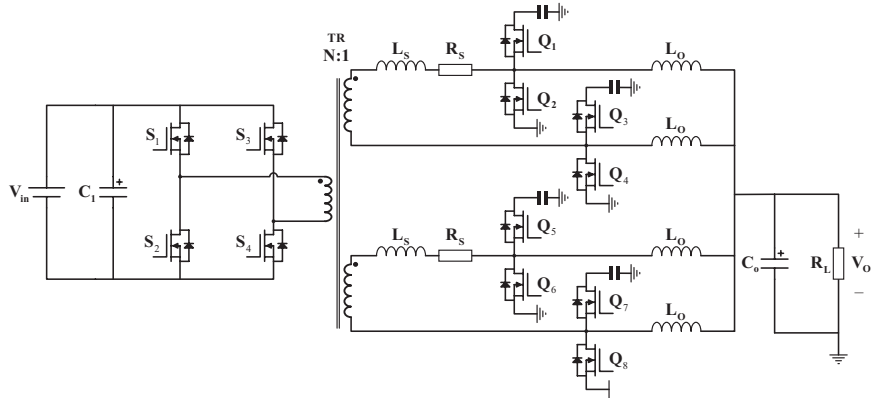 TR
N:1
L_S
R_S
Q_1
L_O
Q_2
Q_3
L_O
S_1
S_3
Q_4
V_in
C_1
+
S_2
S_4
L_S
R_S
Q_5
L_O
Q_6
Q_7
L_O
Q_8
C_o
+
R_L
+
V_O
−